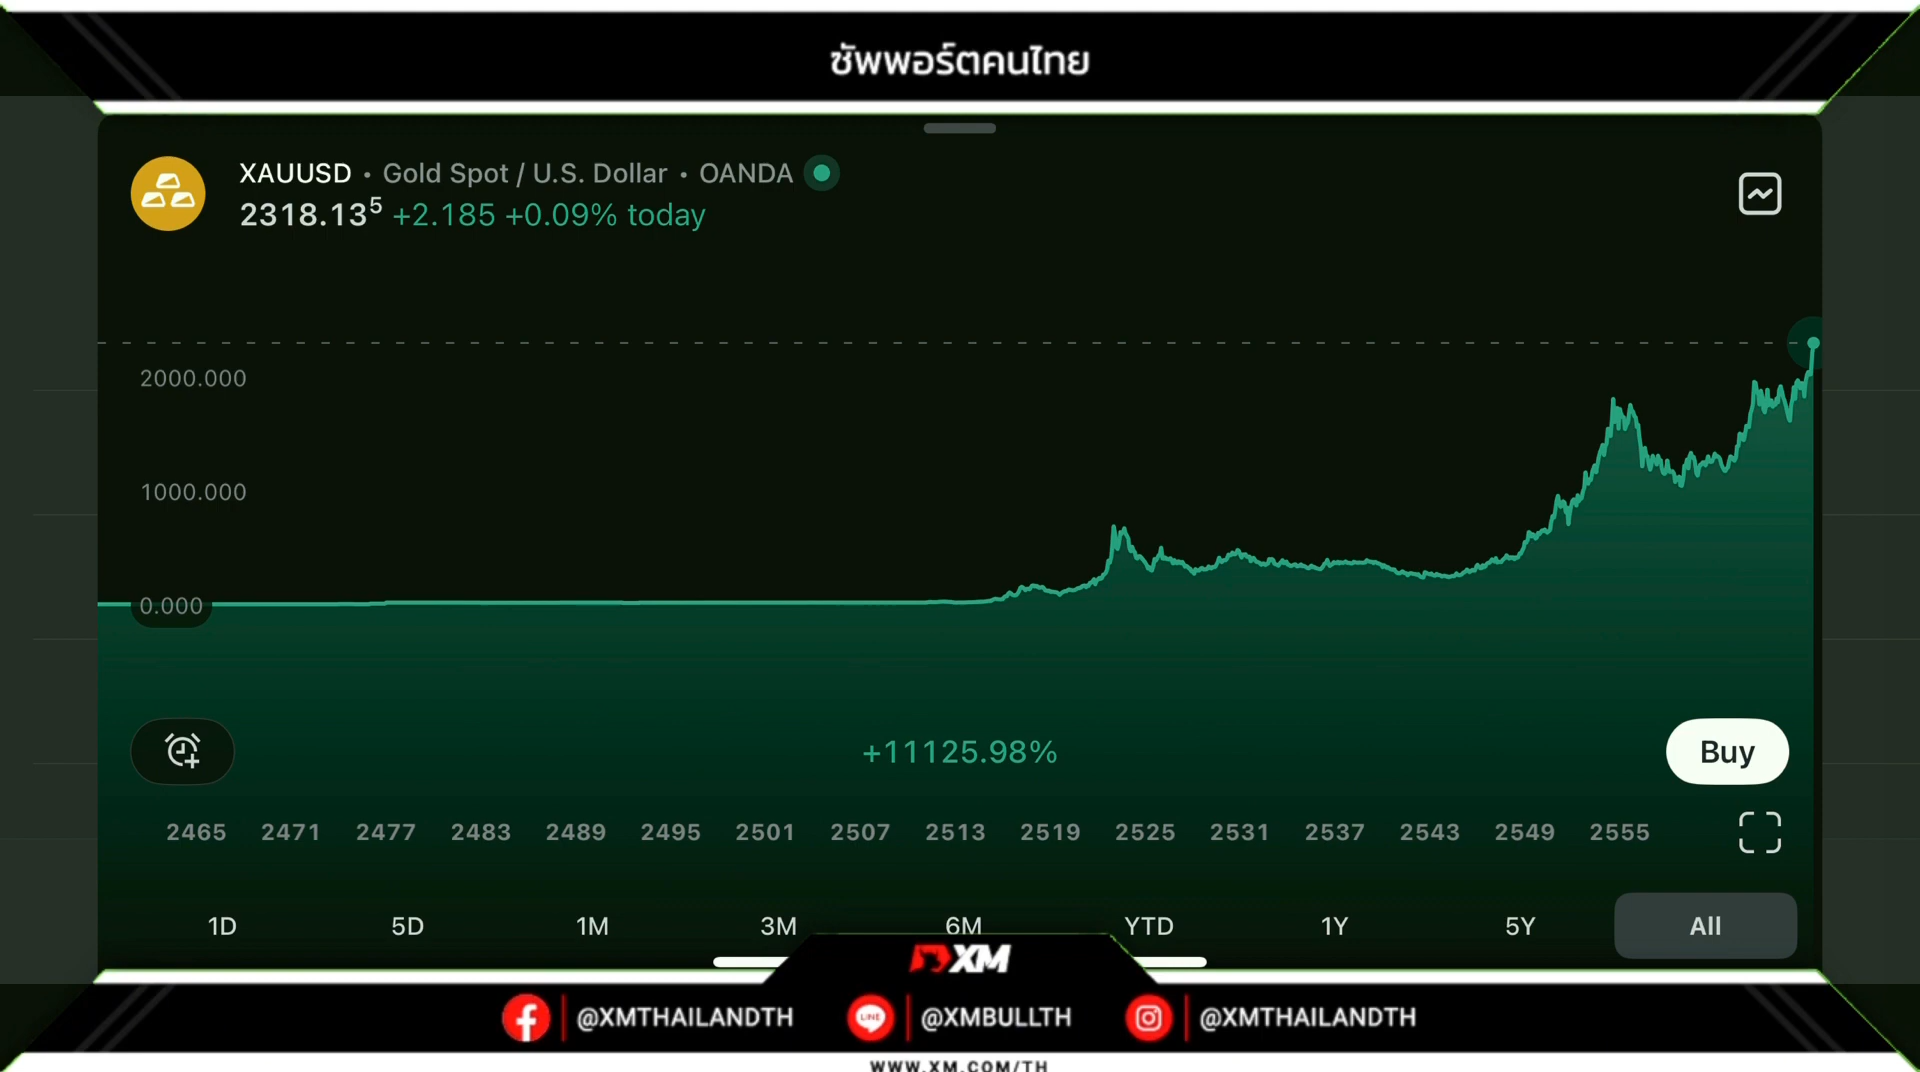 ซัพพอร์ตคนไทย
XAUUSD • Gold Spot / U.S. Dollar • OANDA
2318.13⁵ +2.185 +0.09% today
2000.000
1000.000
0.000
+11125.98%
Buy
2465 2471 2477 2483 2489 2495 2501 2507 2513 2519 2525 2531 2537 2543 2549 2555
1D 5D 1M 3M 6M YTD 1Y 5Y All
XM
@XMTHAILANDTH LINE @XMBULLTH @XMTHAILANDTH
WWW.XM.COM/TH